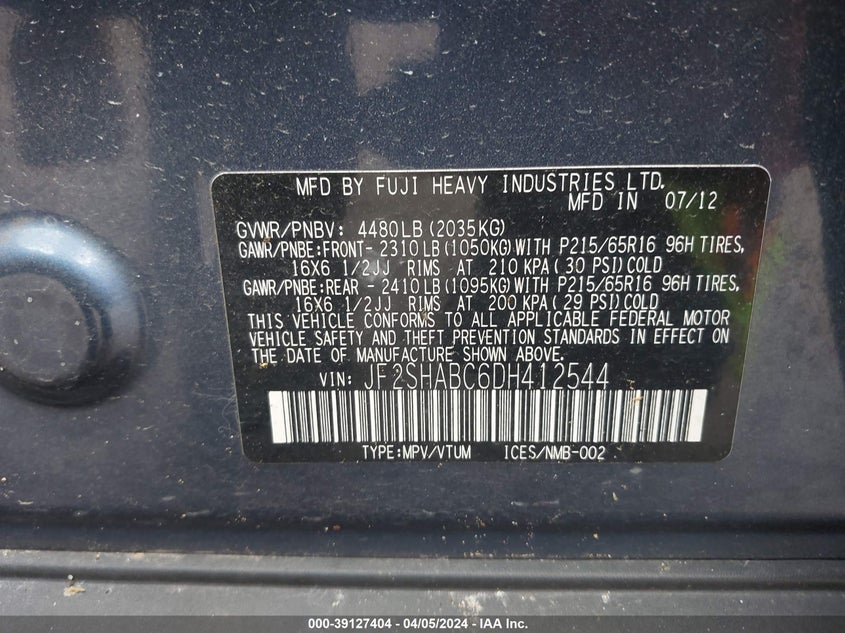 MFD BY FUJI HEAVY INDUSTRIES LTD.
MFD IN 07/12
GVWR/PNBV: 4480LB(2035KG)
GAWR/PNBE:FRONT- 2310LB(1050KG)WITH P215/65R16 96H TIRES,
16X6 1/2JJ RIMS AT 210 KPA(30 PSI)COLD
GAWR/PNBE:REAR - 2410LB(1095KG)WITH P215/65R16 96H TIRES,
16X6 1/2JJ RIMS AT 200 KPA(29 PSI)COLD
THIS VEHICLE CONFORMS TO ALL APPLICABLE FEDERAL MOTOR
VEHICLE SAFETY AND THEFT PREVENTION STANDARDS IN EFFECT ON
THE DATE OF MANUFACTURE SHOWN ABOVE.
VIN: JF2SHABC6DH412544
TYPE:MPV/VTUM ICES/NMB-002
000-39127404 - 04/05/2024 - IAA Inc.